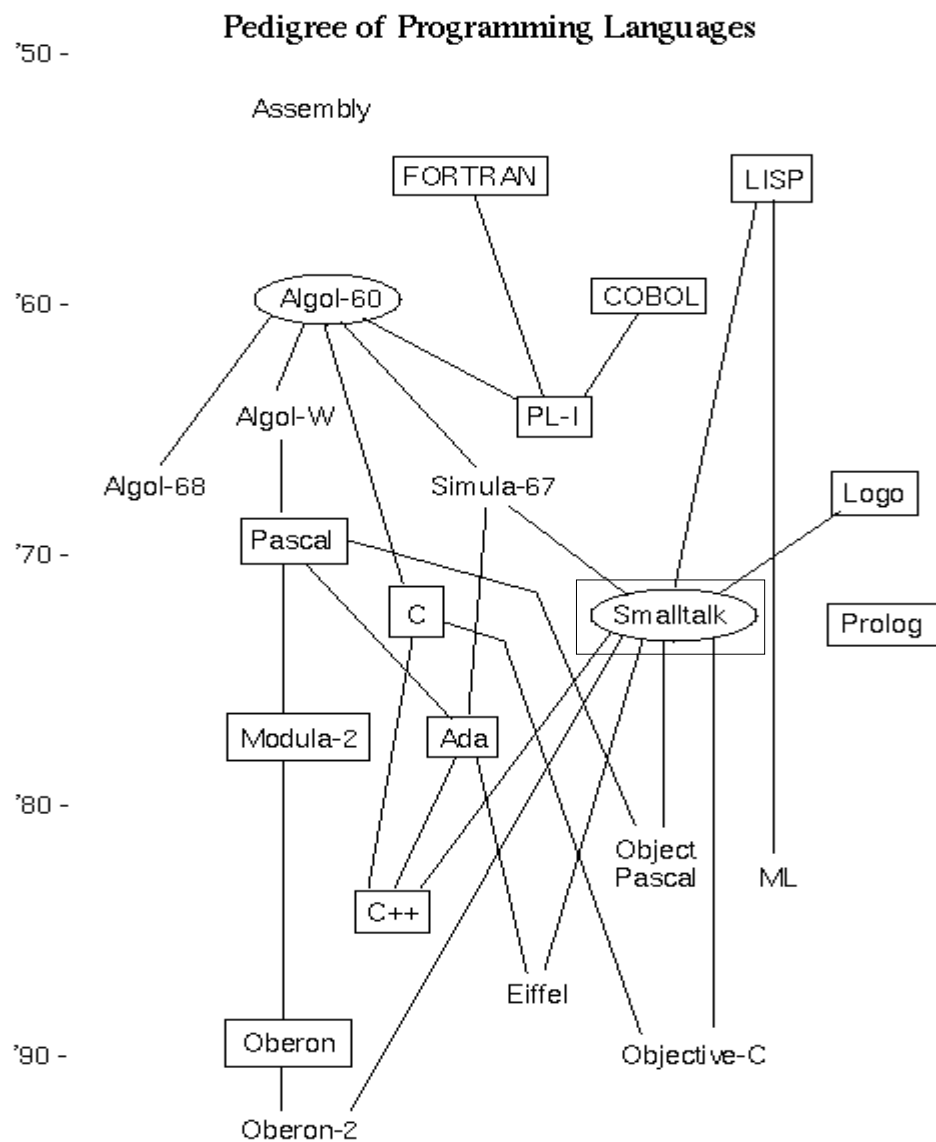 Pedigree of Programming Languages
'50 -
Assembly
FORTRAN
LISP
'60 -
Algol-60
COBOL
Algol-W
PL-I
Algol-68
Simula-67
Logo
'70 -
Pascal
C
Smalltalk
Prolog
Modula-2
Ada
'80 -
Object
Pascal
ML
C++
Eiffel
Oberon
'90 -
Objective-C
Oberon-2